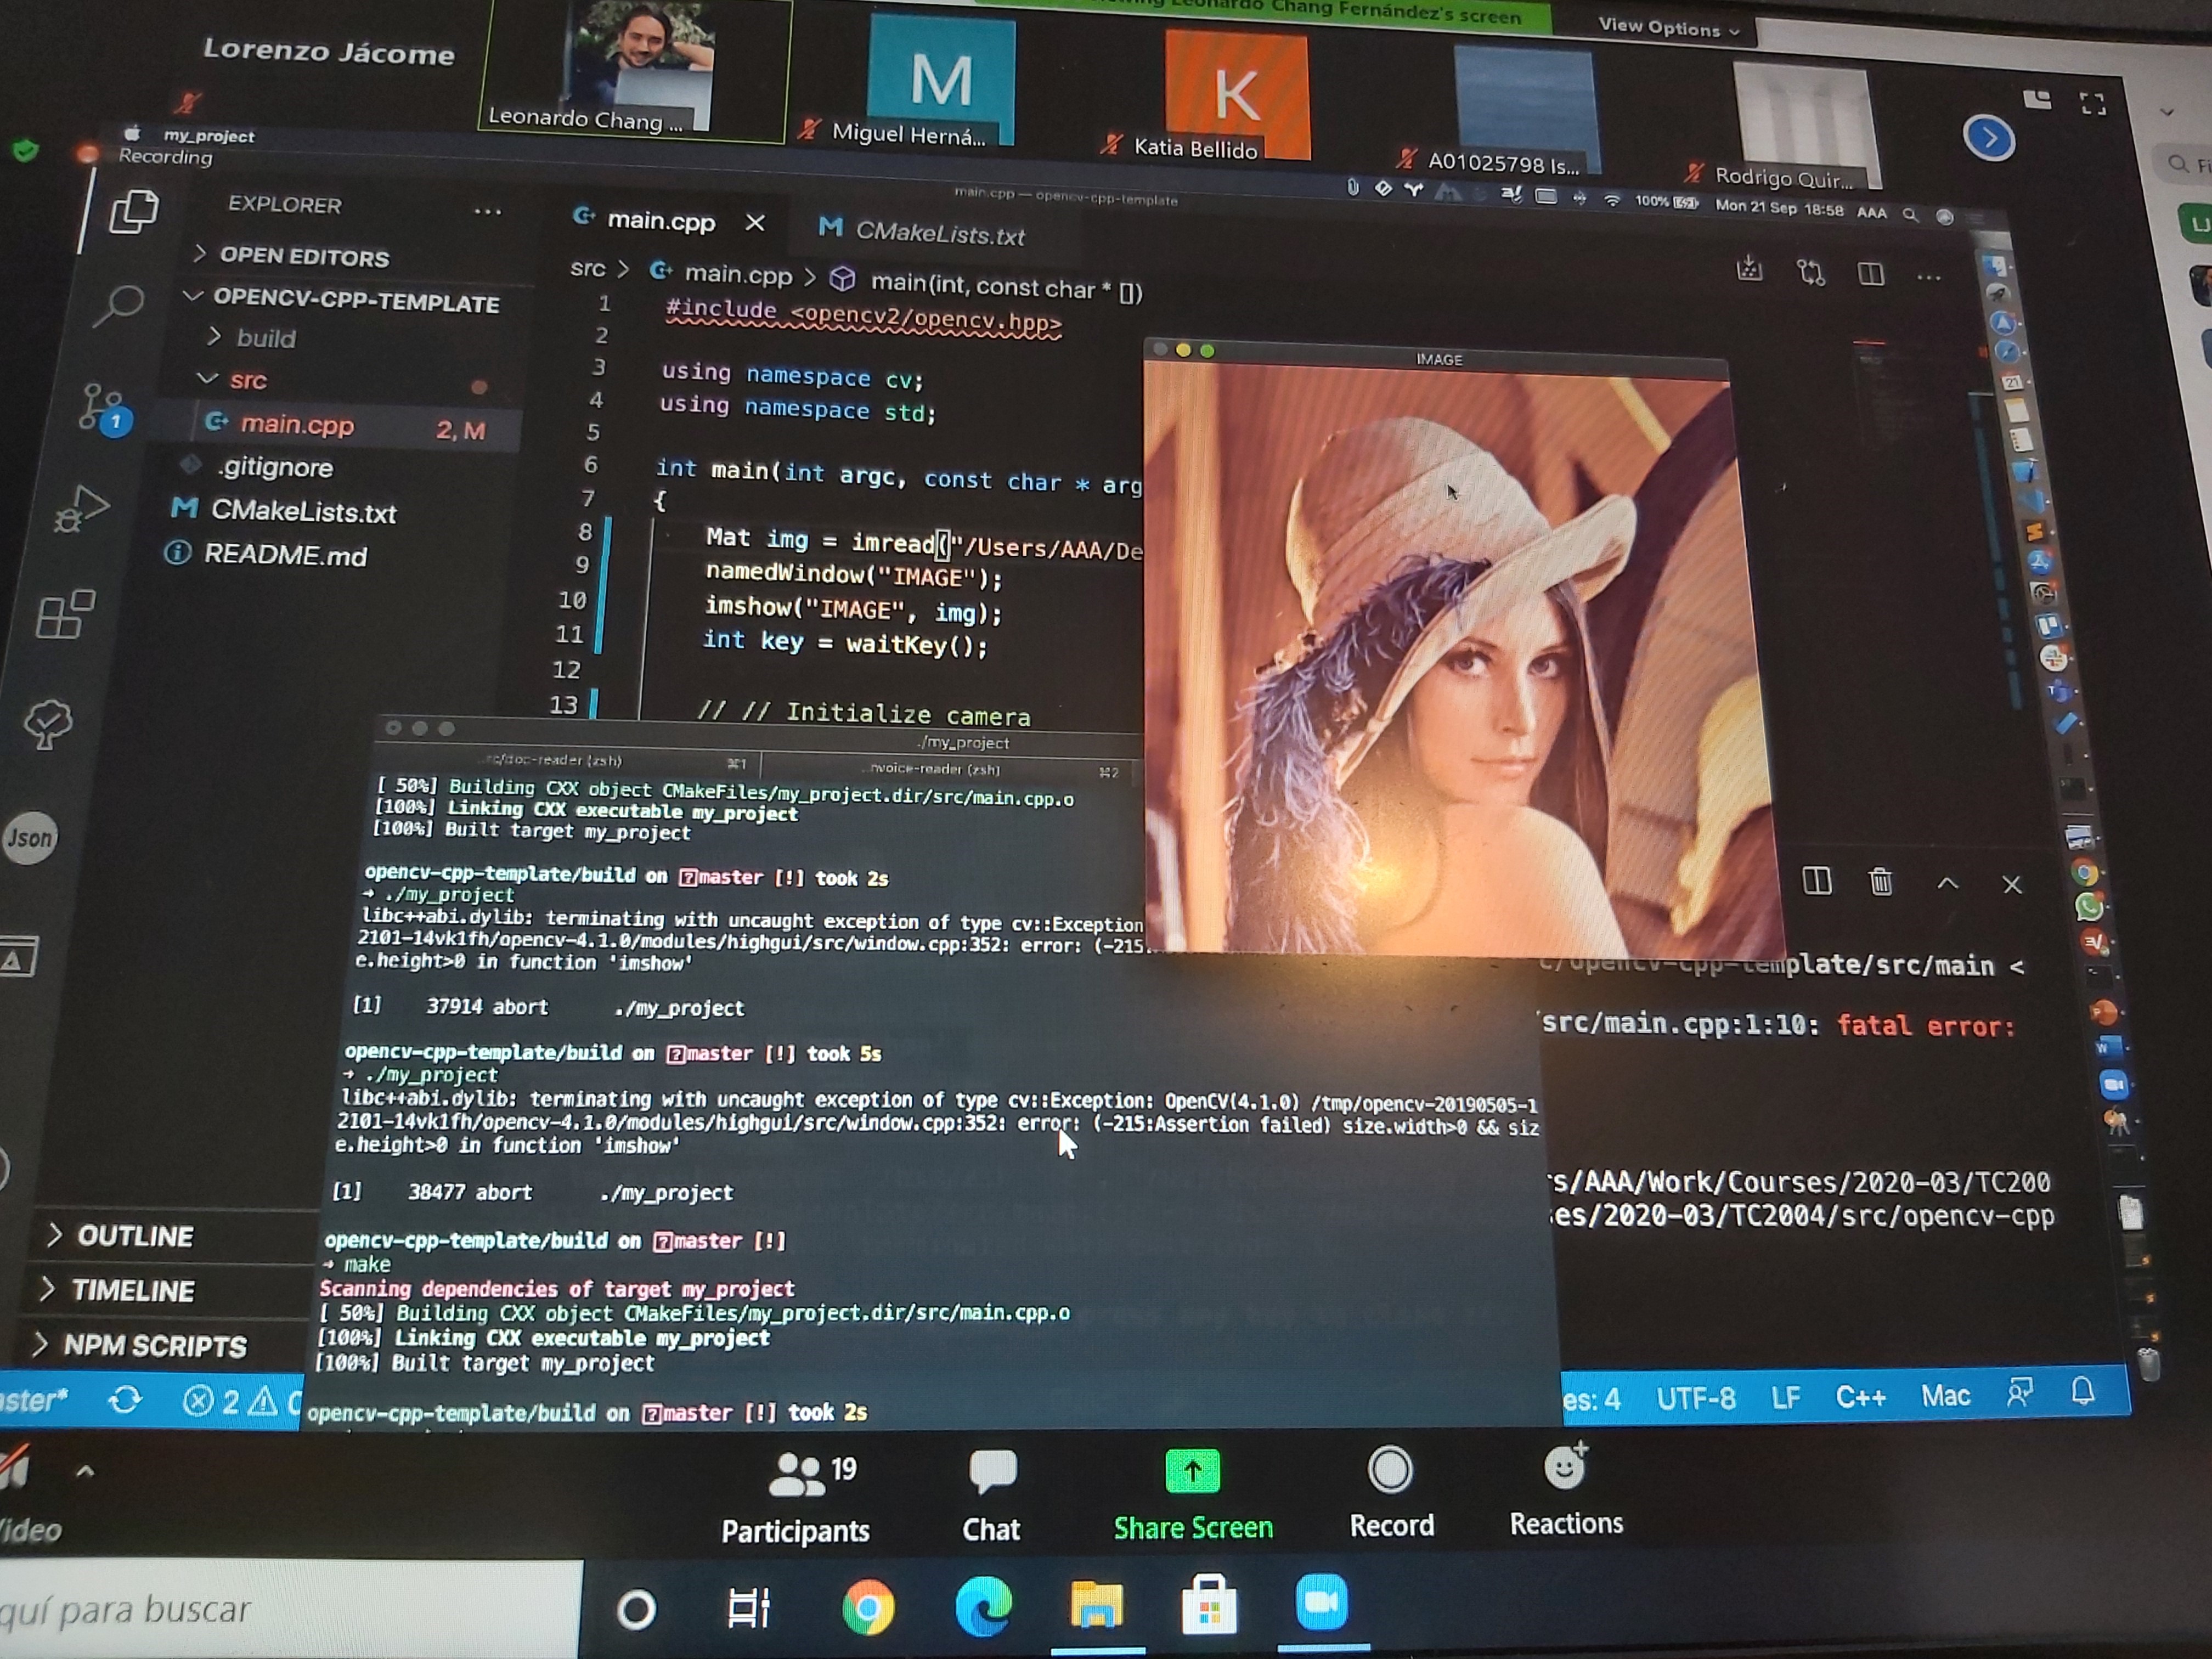 Leonardo Chang Fernández's screen
View Options
Lorenzo Jácome
Leonardo Chang ...
M
Miguel Herná...
K
Katia Bellido
A01025798 Is...
Rodrigo Quir...
my_project
Recording
main.cpp — opencv-cpp-template
100%
Mon 21 Sep 18:58 AAA
Fi
LJ
EXPLORER
...
OPEN EDITORS
OPENCV-CPP-TEMPLATE
build
src
main.cpp 2, M
.gitignore
M CMakeLists.txt
README.md
1
Json
OUTLINE
TIMELINE
NPM SCRIPTS
main.cpp
M CMakeLists.txt
src > main.cpp > main(int, const char * [])
1 #include <opencv2/opencv.hpp>
2
3 using namespace cv;
4 using namespace std;
5
6 int main(int argc, const char * arg
7 {
8 Mat img = imread("/Users/AAA/De
9 namedWindow("IMAGE");
10 imshow("IMAGE", img);
11 int key = waitKey();
12
13 // // Initialize camera
IMAGE
./my_project
...rc/doc-reader (zsh) ⌘1
..nvoice-reader (zsh) ⌘2
[ 50%] Building CXX object CMakeFiles/my_project.dir/src/main.cpp.o
[100%] Linking CXX executable my_project
[100%] Built target my_project
opencv-cpp-template/build on master [!] took 2s
→ ./my_project
libc++abi.dylib: terminating with uncaught exception of type cv::Exception
2101-14vk1fh/opencv-4.1.0/modules/highgui/src/window.cpp:352: error: (-215:
e.height>0 in function 'imshow'
[1] 37914 abort ./my_project
opencv-cpp-template/build on master [!] took 5s
→ ./my_project
libc++abi.dylib: terminating with uncaught exception of type cv::Exception: OpenCV(4.1.0) /tmp/opencv-20190505-1
2101-14vk1fh/opencv-4.1.0/modules/highgui/src/window.cpp:352: error: (-215:Assertion failed) size.width>0 && siz
e.height>0 in function 'imshow'
[1] 38477 abort ./my_project
opencv-cpp-template/build on master [!]
→ make
Scanning dependencies of target my_project
[ 50%] Building CXX object CMakeFiles/my_project.dir/src/main.cpp.o
[100%] Linking CXX executable my_project
[100%] Built target my_project
opencv-cpp-template/build on master [!] took 2s
c/opencv-cpp-template/src/main <
src/main.cpp:1:10: fatal error:
s/AAA/Work/Courses/2020-03/TC200
es/2020-03/TC2004/src/opencv-cpp
aster*
2
es: 4
UTF-8
LF
C++
Mac
Video
19
Participants
Chat
Share Screen
Record
Reactions
quí para buscar